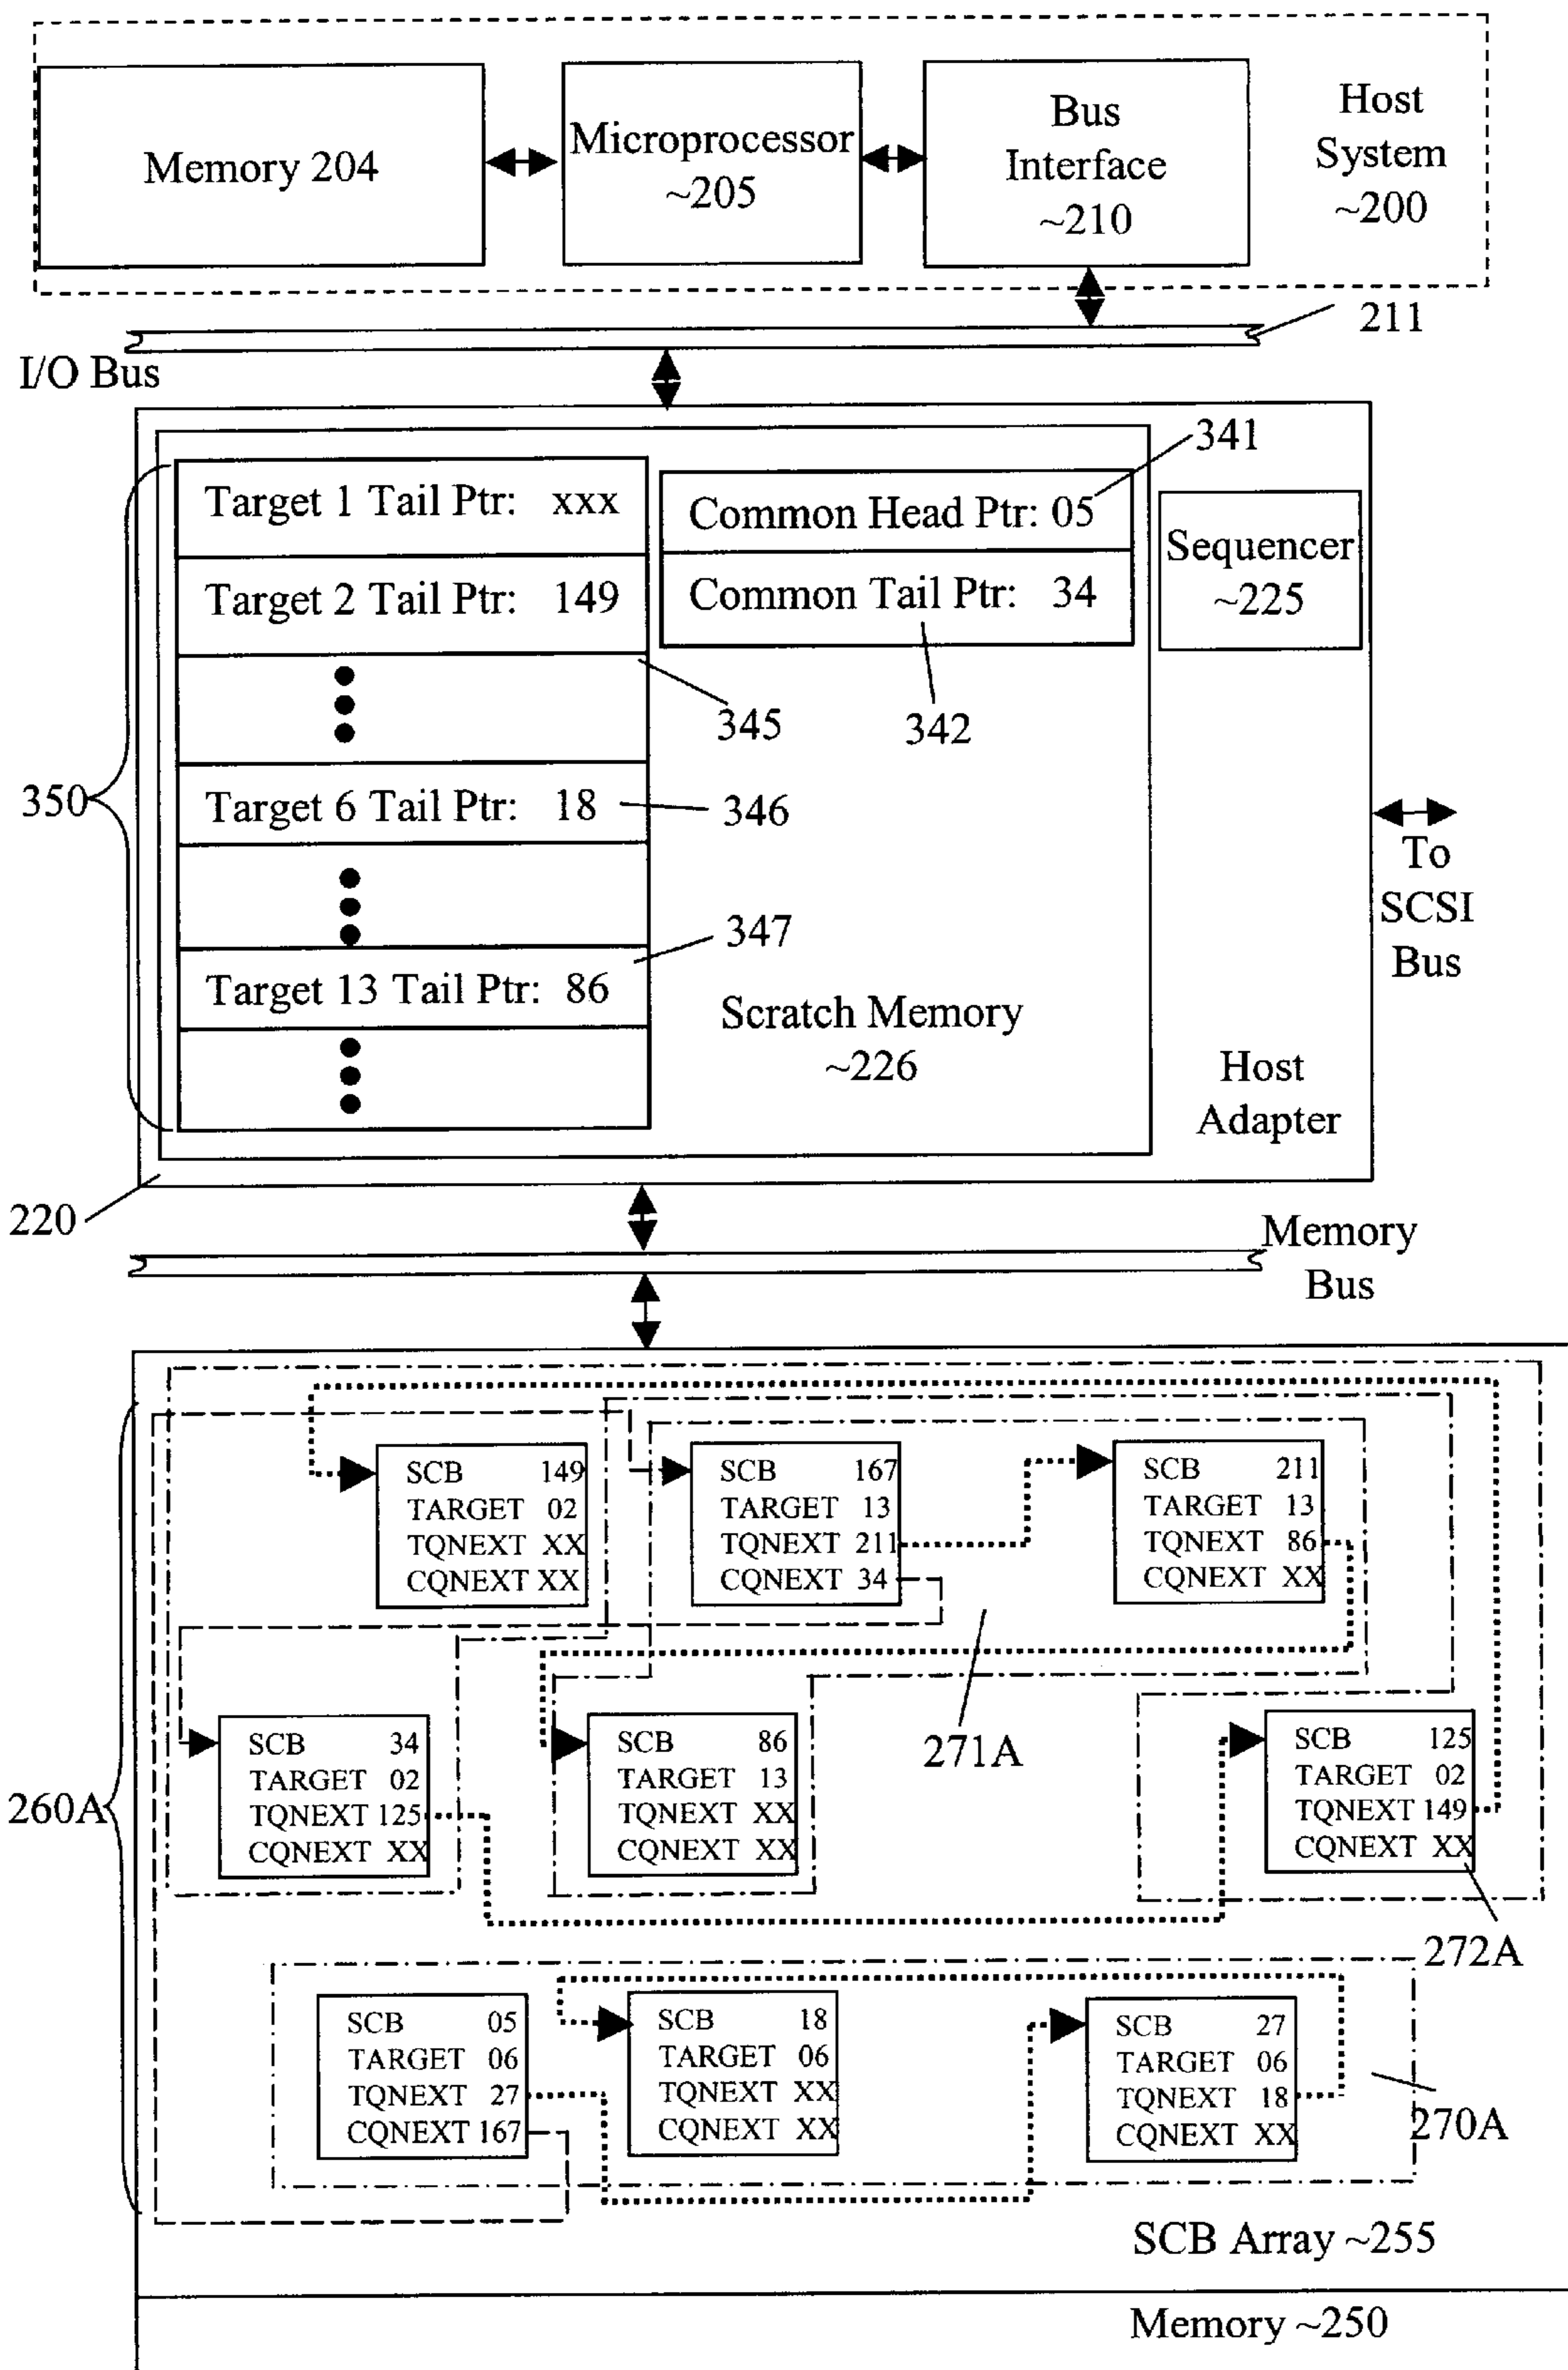 Memory 204
Microprocessor
~205
Bus
Interface
~210
Host
System
~200
211
I/O Bus
341
Target 1 Tail Ptr: xxx
Common Head Ptr: 05
Sequencer
~225
Target 2 Tail Ptr: 149
Common Tail Ptr: 34
345
342
350
Target 6 Tail Ptr: 18
346
To
SCSI
Bus
347
Target 13 Tail Ptr: 86
Scratch Memory
~226
Host
Adapter
220
Memory
Bus
SCB 149
TARGET 02
TQNEXT XX
CQNEXT XX
SCB 167
TARGET 13
TQNEXT 211
CQNEXT 34
SCB 211
TARGET 13
TQNEXT 86
CQNEXT XX
271A
260A
SCB 34
TARGET 02
TQNEXT 125
CQNEXT XX
SCB 86
TARGET 13
TQNEXT XX
CQNEXT XX
SCB 125
TARGET 02
TQNEXT 149
CQNEXT XX
272A
SCB 05
TARGET 06
TQNEXT 27
CQNEXT 167
SCB 18
TARGET 06
TQNEXT XX
CQNEXT XX
SCB 27
TARGET 06
TQNEXT 18
CQNEXT XX
270A
SCB Array ~255
Memory ~250